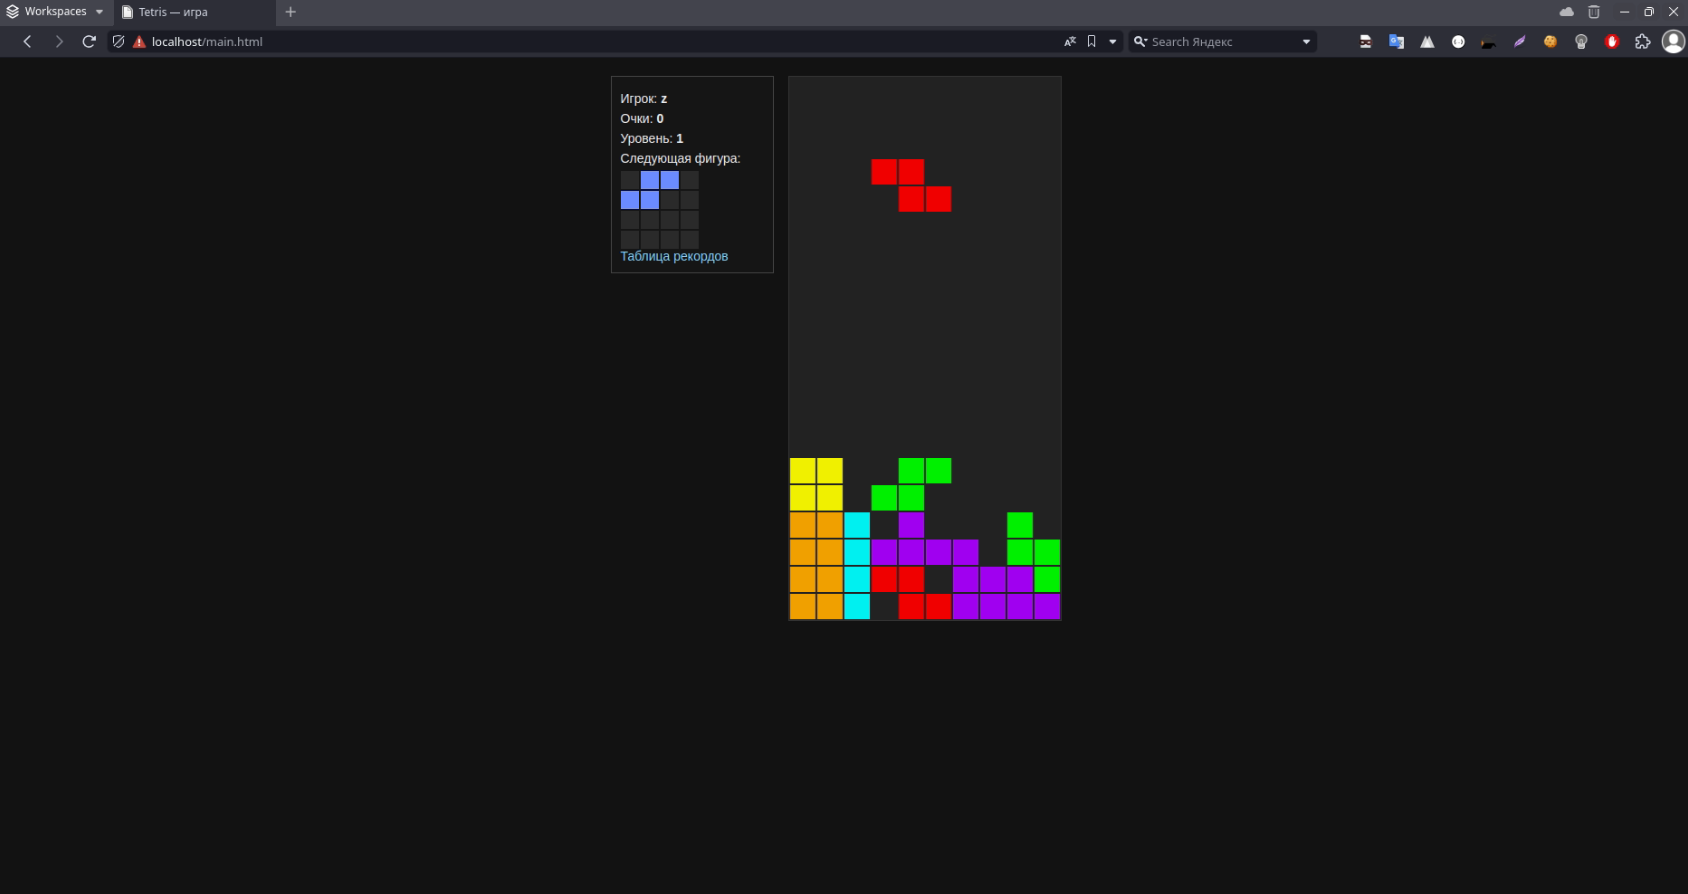 Workspaces
Tetris — игра
localhost/main.html
Search Яндекс
Игрок: z
Очки: 0
Уровень: 1
Следующая фигура:
Таблица рекордов